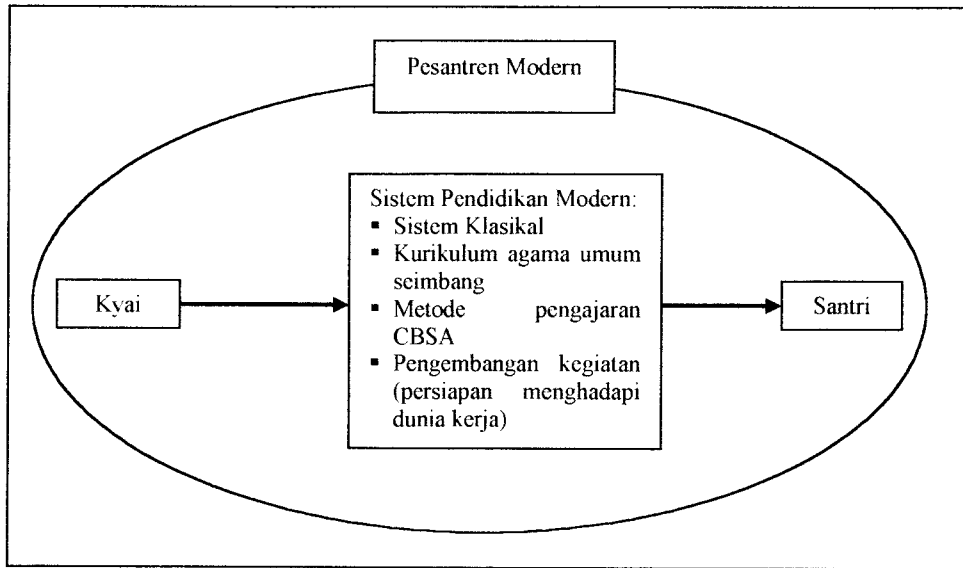 Pesantren Modern
Sistem Pendidikan Modern:
▪ Sistem Klasikal
▪ Kurikulum agama umum
seimbang
▪ Metode pengajaran
CBSA
▪ Pengembangan kegiatan
(persiapan menghadapi
dunia kerja)
Kyai
Santri